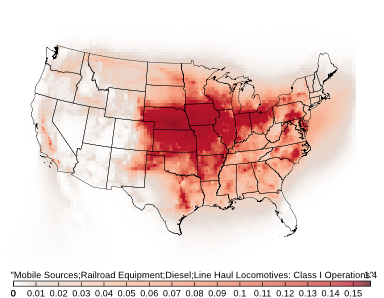 "Mobile Sources;Railroad Equipment;Diesel;Line Haul Locomotives: Class I Operations
0 0.01 0.02 0.03 0.04 0.05 0.06 0.07 0.08 0.09 0.1 0.11 0.12 0.13 0.14 0.15